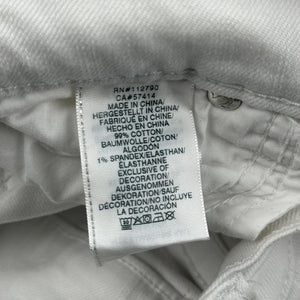 RN#112790
CA#57414
MADE IN CHINA/
HERGESTELLT IN CHINA/
FABRIQUÉ EN CHINE/
HECHO EN CHINA
99% COTTON/
BAUMWOLLE/COTON/
ALGODÓN
1% SPANDEX/ELASTHAN/
ÉLASTHANNE
EXCLUSIVE OF
DECORATION/
AUSGENOMMEN
DEKORATION/SAUF
DÉCORATION/NO INCLUYE
LA DECORACIÓN